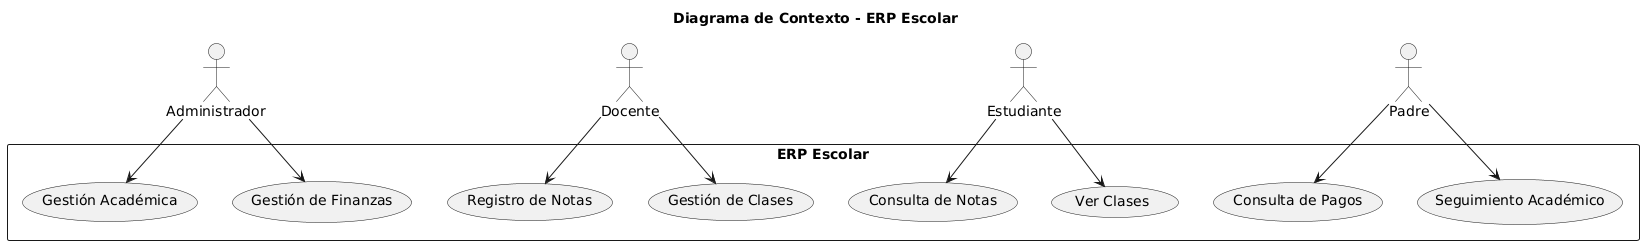 Diagrama de Contexto - ERP Escolar
Administrador
Docente
Estudiante
Padre
ERP Escolar
Gestión Académica
Gestión de Finanzas
Registro de Notas
Gestión de Clases
Consulta de Notas
Ver Clases
Consulta de Pagos
Seguimiento Académico